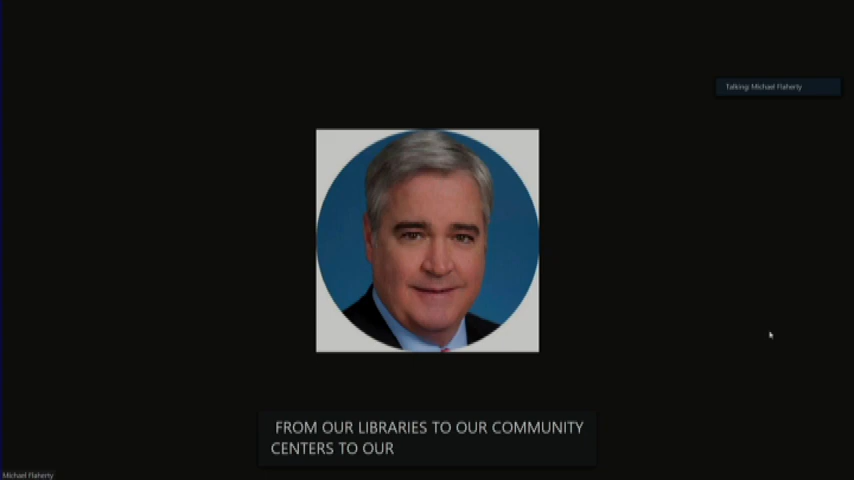 Talking: Michael Flaherty
FROM OUR LIBRARIES TO OUR COMMUNITY
CENTERS TO OUR
Michael Flaherty